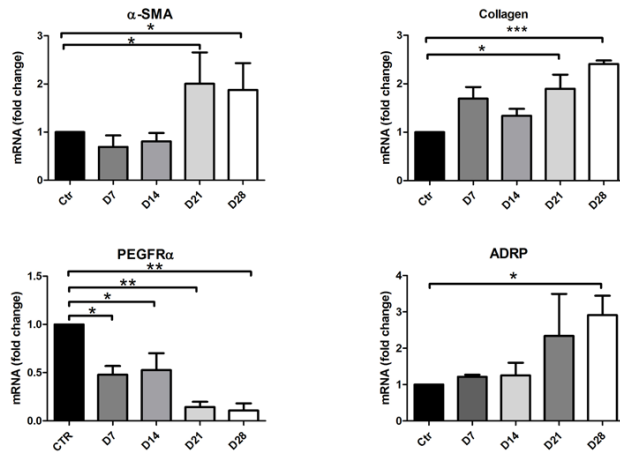 α-SMA
*
*
mRNA (fold change)
3
2
1
0
Ctr
D7
D14
D21
D28
Collagen
***
*
mRNA (fold change)
3
2
1
0
Ctr
D7
D14
D21
D28
PEGFRα
**
**
*
*
mRNA (fold change)
1.5
1.0
0.5
0.0
CTR
D7
D14
D21
D28
ADRP
*
mRNA (fold change)
4
3
2
1
0
Ctr
D7
D14
D21
D28